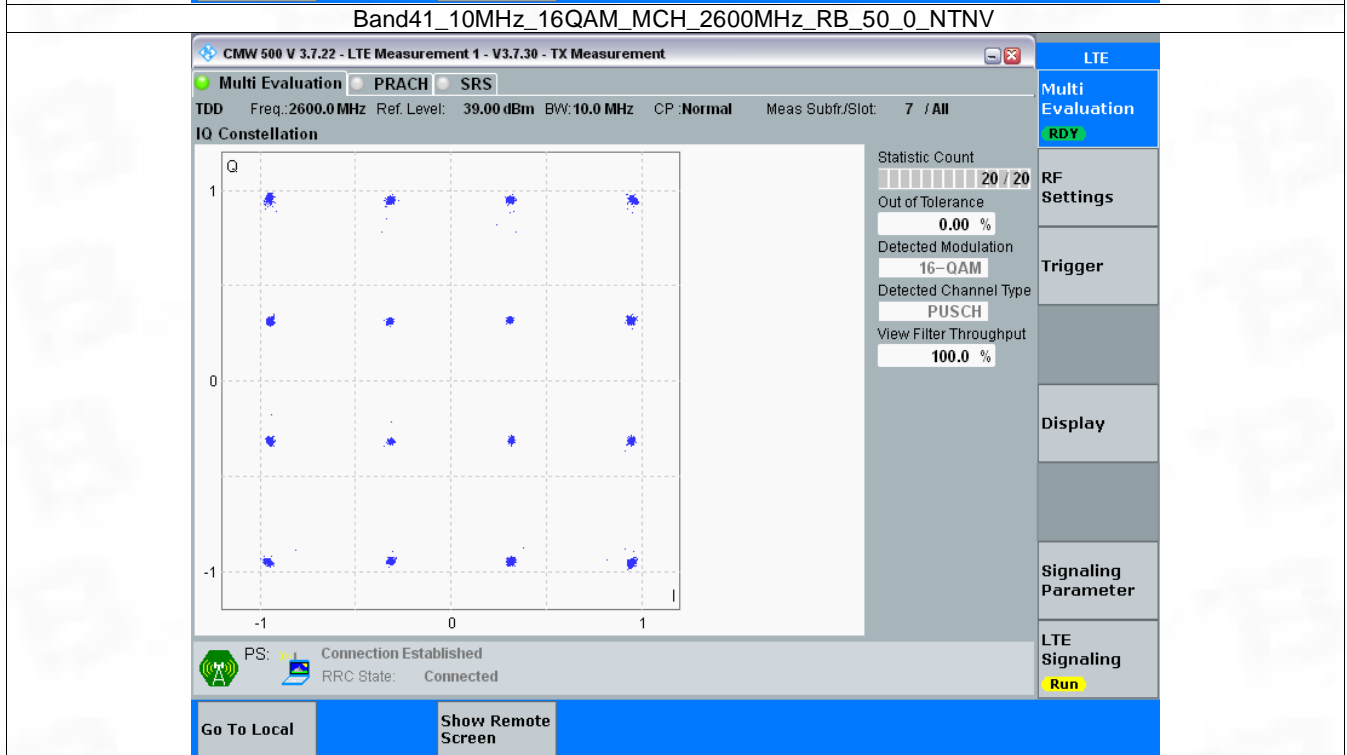 Band41_10MHz_16QAM_MCH_2600MHz_RB_50_0_NTNV
CMW 500 V 3.7.22 - LTE Measurement 1 - V3.7.30 - TX Measurement
LTE
Multi Evaluation PRACH SRS
Multi
Evaluation
RDY
TDD Freg.:2600.0 MHz Ref. Level: 39.00 dBm BW:10.0 MHz CP :Normal Meas Subfr./Slot: 7 / All
IQ Constellation
Q
1
0
-1
-1 0 1
I
Statistic Count
20 / 20
Out of Tolerance
0.00 %
Detected Modulation
16-QAM
Detected Channel Type
PUSCH
View Filter Throughput
100.0 %
RF
Settings
Trigger
Display
Signaling
Parameter
LTE
Signaling
Run
PS: Connection Established
RRC State: Connected
Go To Local
Show Remote
Screen